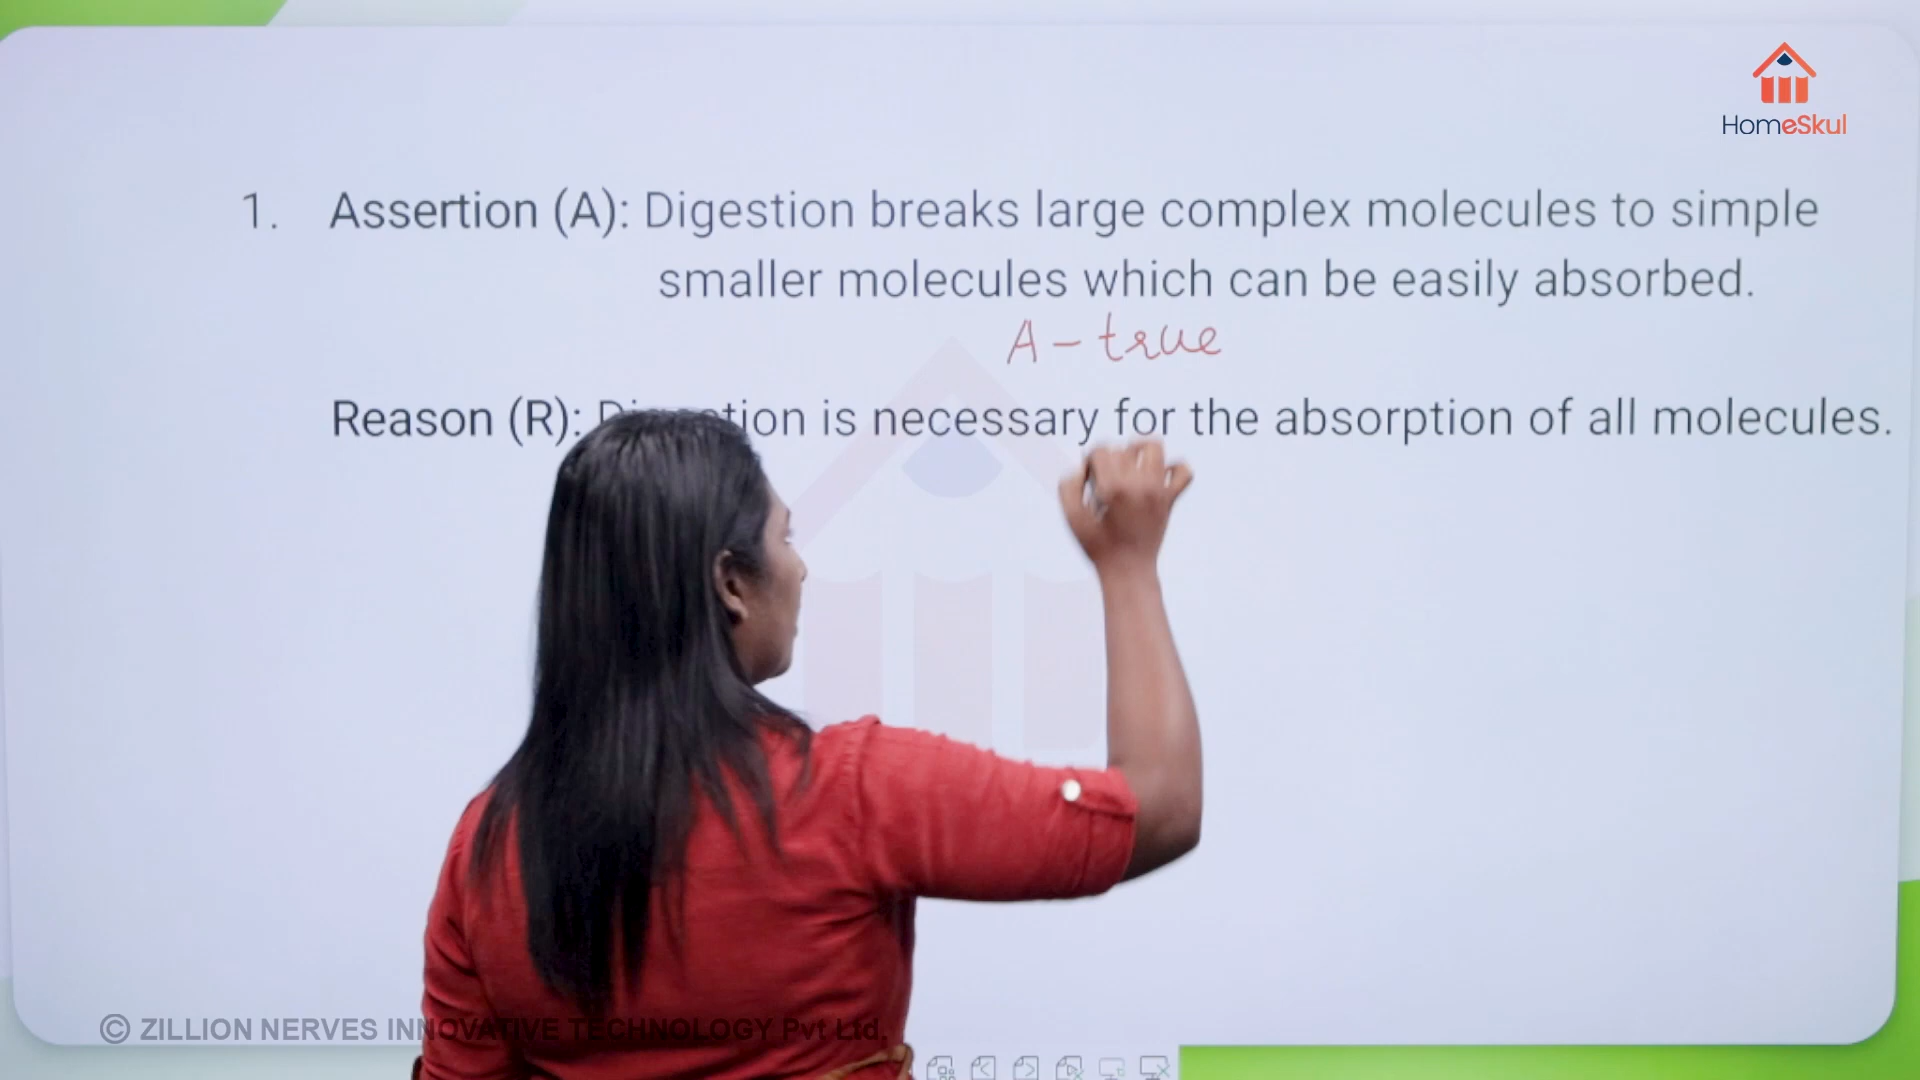 HomeSkul
1. Assertion (A): Digestion breaks large complex molecules to simple
smaller molecules which can be easily absorbed.
A - true
Reason (R): Digestion is necessary for the absorption of all molecules.
© ZILLION NERVES INNOVATIVE TECHNOLOGY Pvt Ltd.